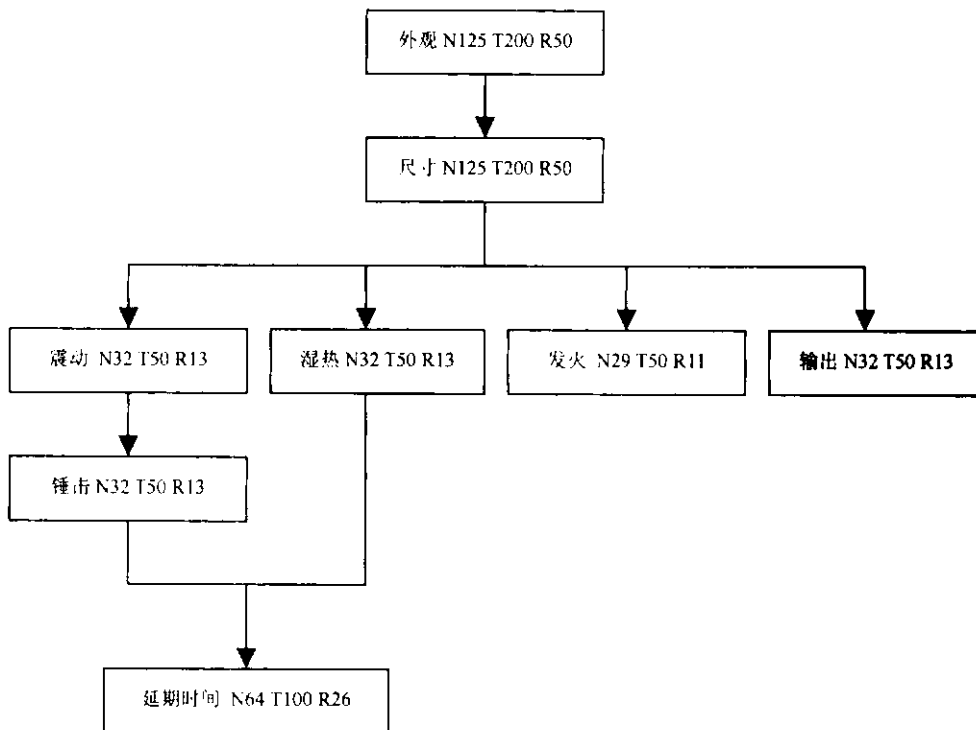 外观 N125 T200 R50
尺寸 N125 T200 R50
震动 N32 T50 R13
湿热 N32 T50 R13
发火 N29 T50 R11
输出 N32 T50 R13
锤击 N32 T50 R13
延期时间 N64 T100 R26